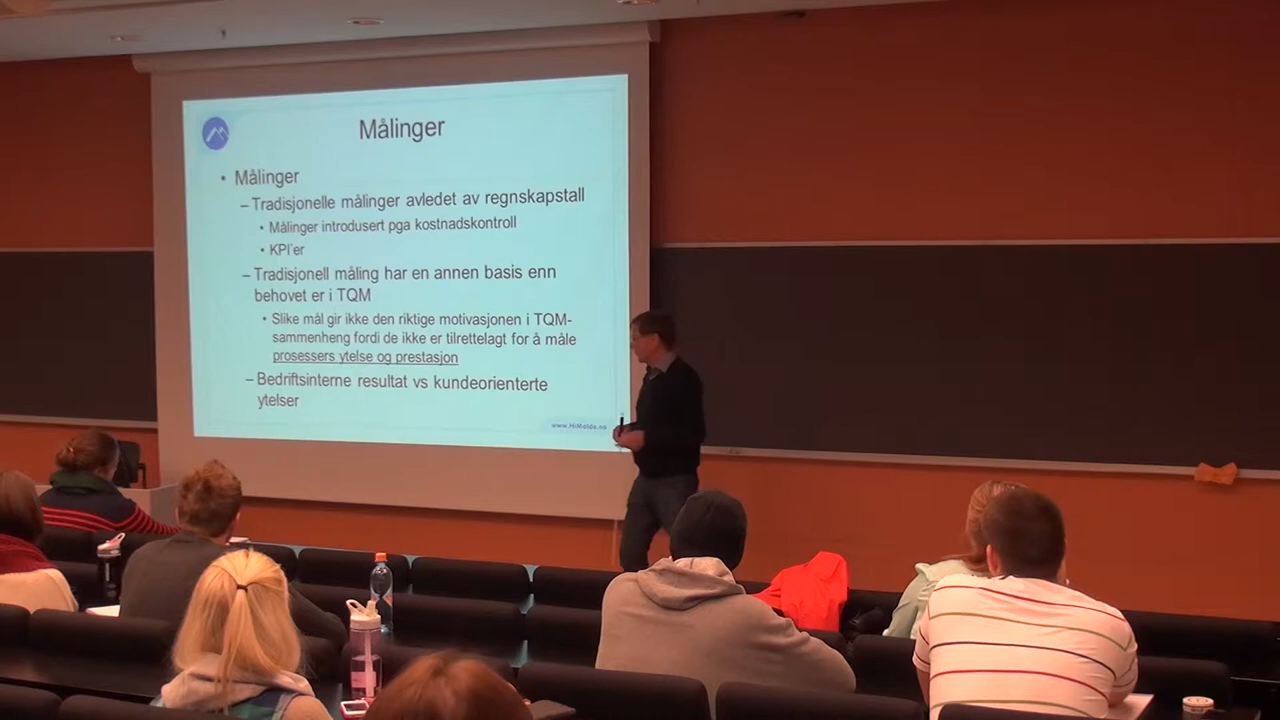 Målinger
• Målinger
– Tradisjonelle målinger avledet av regnskapstall
• Målinger introdusert pga kostnadskontroll
• KPI'er
– Tradisjonell måling har en annen basis enn
behovet er i TQM
• Slike mål gir ikke den riktige motivasjonen i TQM-
sammenheng fordi de ikke er tilrettelagt for å måle
prosessers ytelse og prestasjon
– Bedriftsinterne resultat vs kundeorienterte
ytelser
www.HiMolde.no